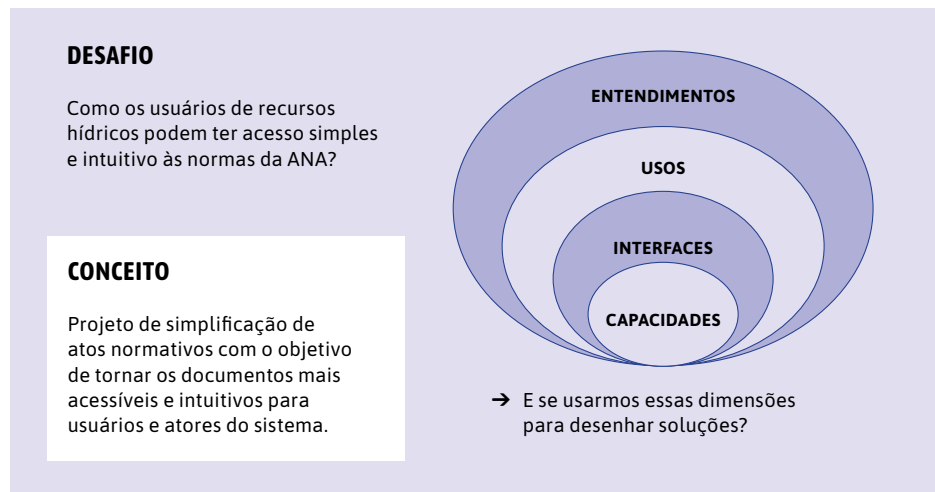 DESAFIO
Como os usuários de recursos
hídricos podem ter acesso simples
e intuitivo às normas da ANA?
CONCEITO
Projeto de simplificação de
atos normativos com o objetivo
de tornar os documentos mais
acessíveis e intuitivos para
usuários e atores do sistema.
ENTENDIMENTOS
USOS
INTERFACES
CAPACIDADES
➔ E se usarmos essas dimensões
para desenhar soluções?